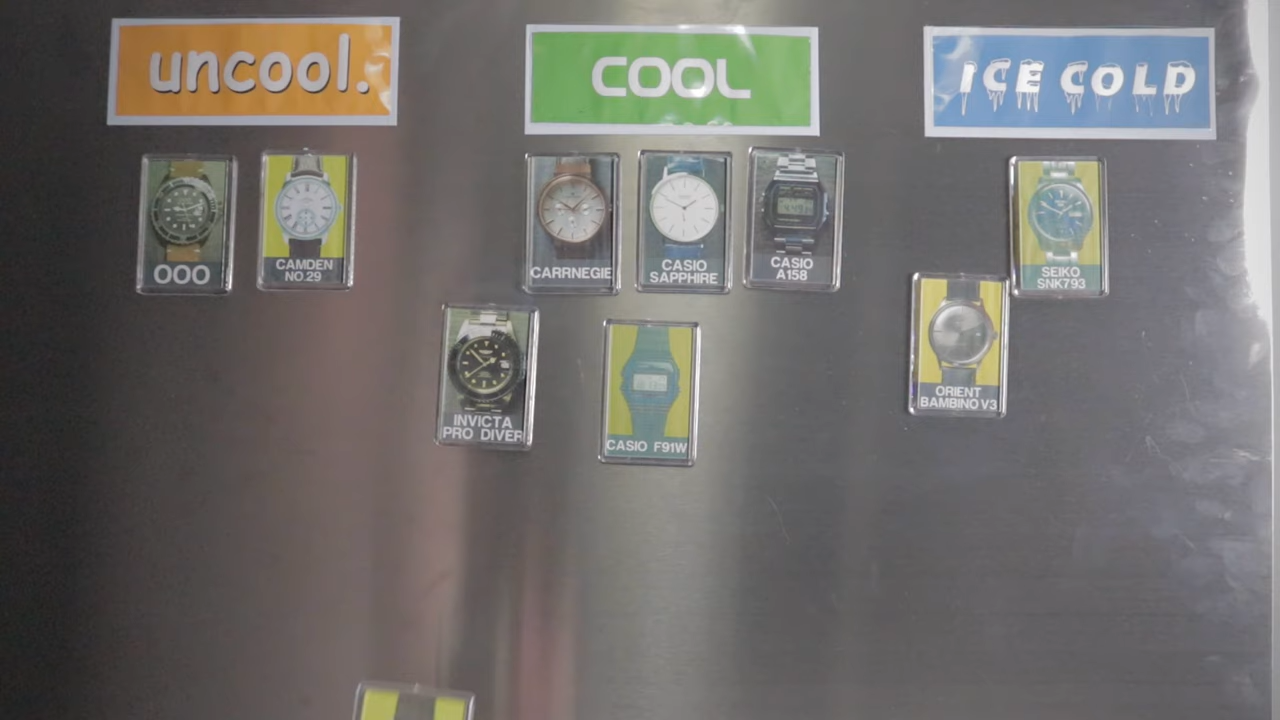 uncool.
COOL
ICE COLD
OOO
CAMDEN
NO.29
CARRNEGIE
CASIO
SAPPHIRE
CASIO
A158
SEIKO
SNK793
INVICTA
PRO DIVER
CASIO F91W
ORIENT
BAMBINO V3